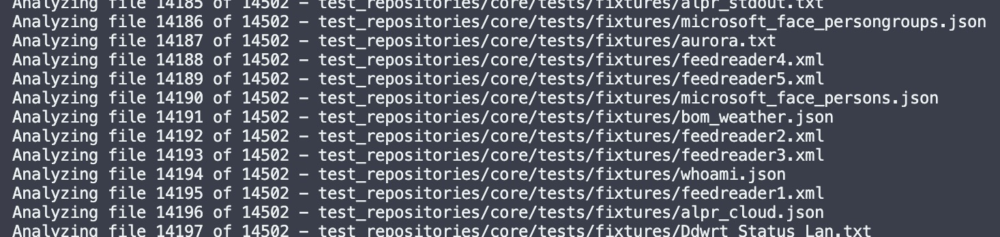 Analyzing file 14185 of 14502 – test_repositories/core/tests/fixtures/alpr_stdout.txt
Analyzing file 14186 of 14502 – test_repositories/core/tests/fixtures/microsoft_face_persongroups.json
Analyzing file 14187 of 14502 – test_repositories/core/tests/fixtures/aurora.txt
Analyzing file 14188 of 14502 – test_repositories/core/tests/fixtures/feedreader4.xml
Analyzing file 14189 of 14502 – test_repositories/core/tests/fixtures/feedreader5.xml
Analyzing file 14190 of 14502 – test_repositories/core/tests/fixtures/microsoft_face_persons.json
Analyzing file 14191 of 14502 – test_repositories/core/tests/fixtures/bom_weather.json
Analyzing file 14192 of 14502 – test_repositories/core/tests/fixtures/feedreader2.xml
Analyzing file 14193 of 14502 – test_repositories/core/tests/fixtures/feedreader3.xml
Analyzing file 14194 of 14502 – test_repositories/core/tests/fixtures/whoami.json
Analyzing file 14195 of 14502 – test_repositories/core/tests/fixtures/feedreader1.xml
Analyzing file 14196 of 14502 – test_repositories/core/tests/fixtures/alpr_cloud.json
Analyzing file 14197 of 14502 – test_repositories/core/tests/fixtures/Ddwrt_Status_Lan.txt